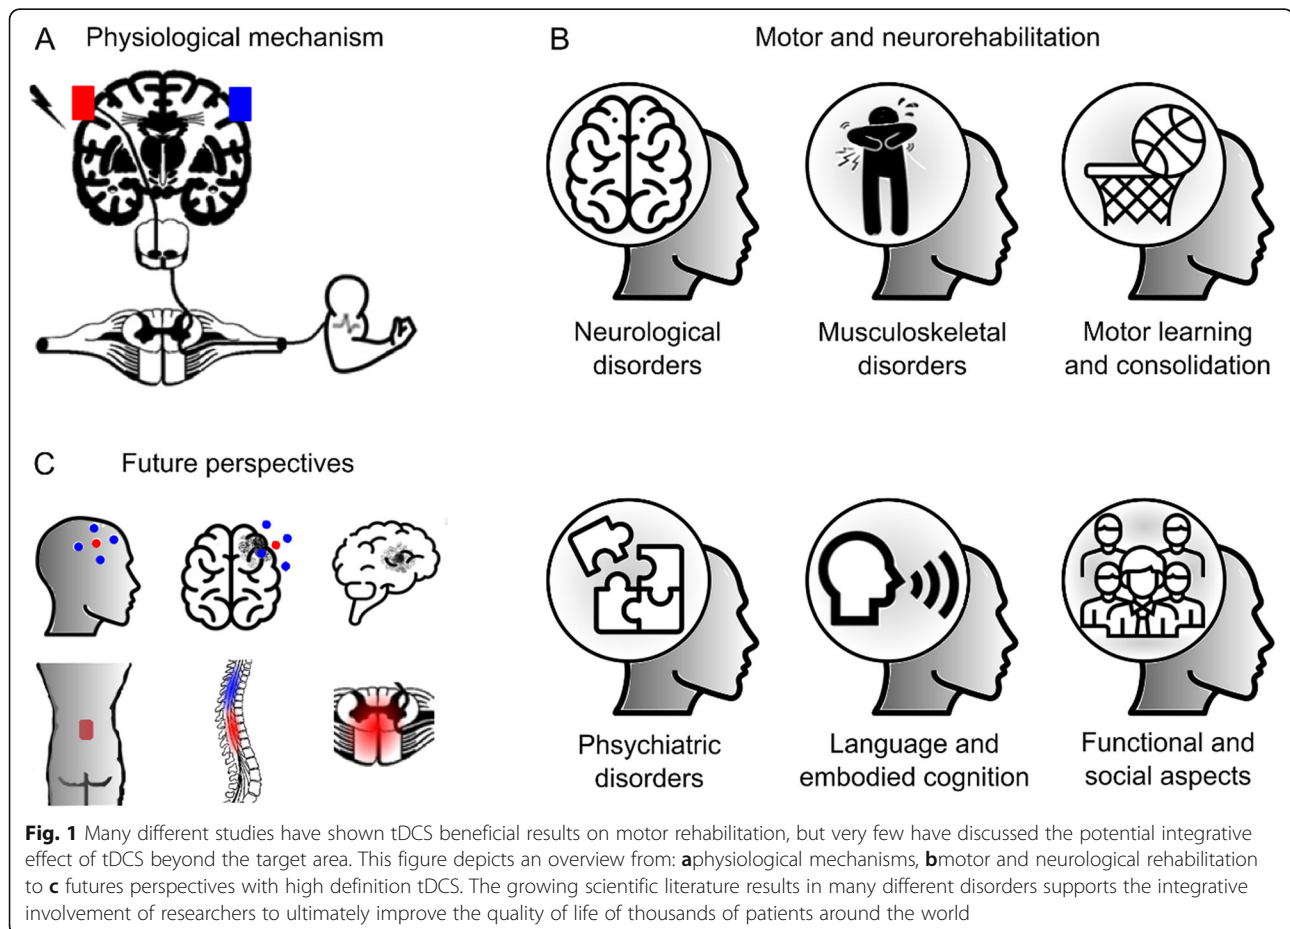 A Physiological mechanism
B Motor and neurorehabilitation
Neurological
disorders
Musculoskeletal
disorders
Motor learning
and consolidation
C Future perspectives
Phsychiatric
disorders
Language and
embodied cognition
Functional and
social aspects
Fig. 1 Many different studies have shown tDCS beneficial results on motor rehabilitation, but very few have discussed the potential integrative
effect of tDCS beyond the target area. This figure depicts an overview from: aphysiological mechanisms, bmotor and neurological rehabilitation
to c futures perspectives with high definition tDCS. The growing scientific literature results in many different disorders supports the integrative
involvement of researchers to ultimately improve the quality of life of thousands of patients around the world